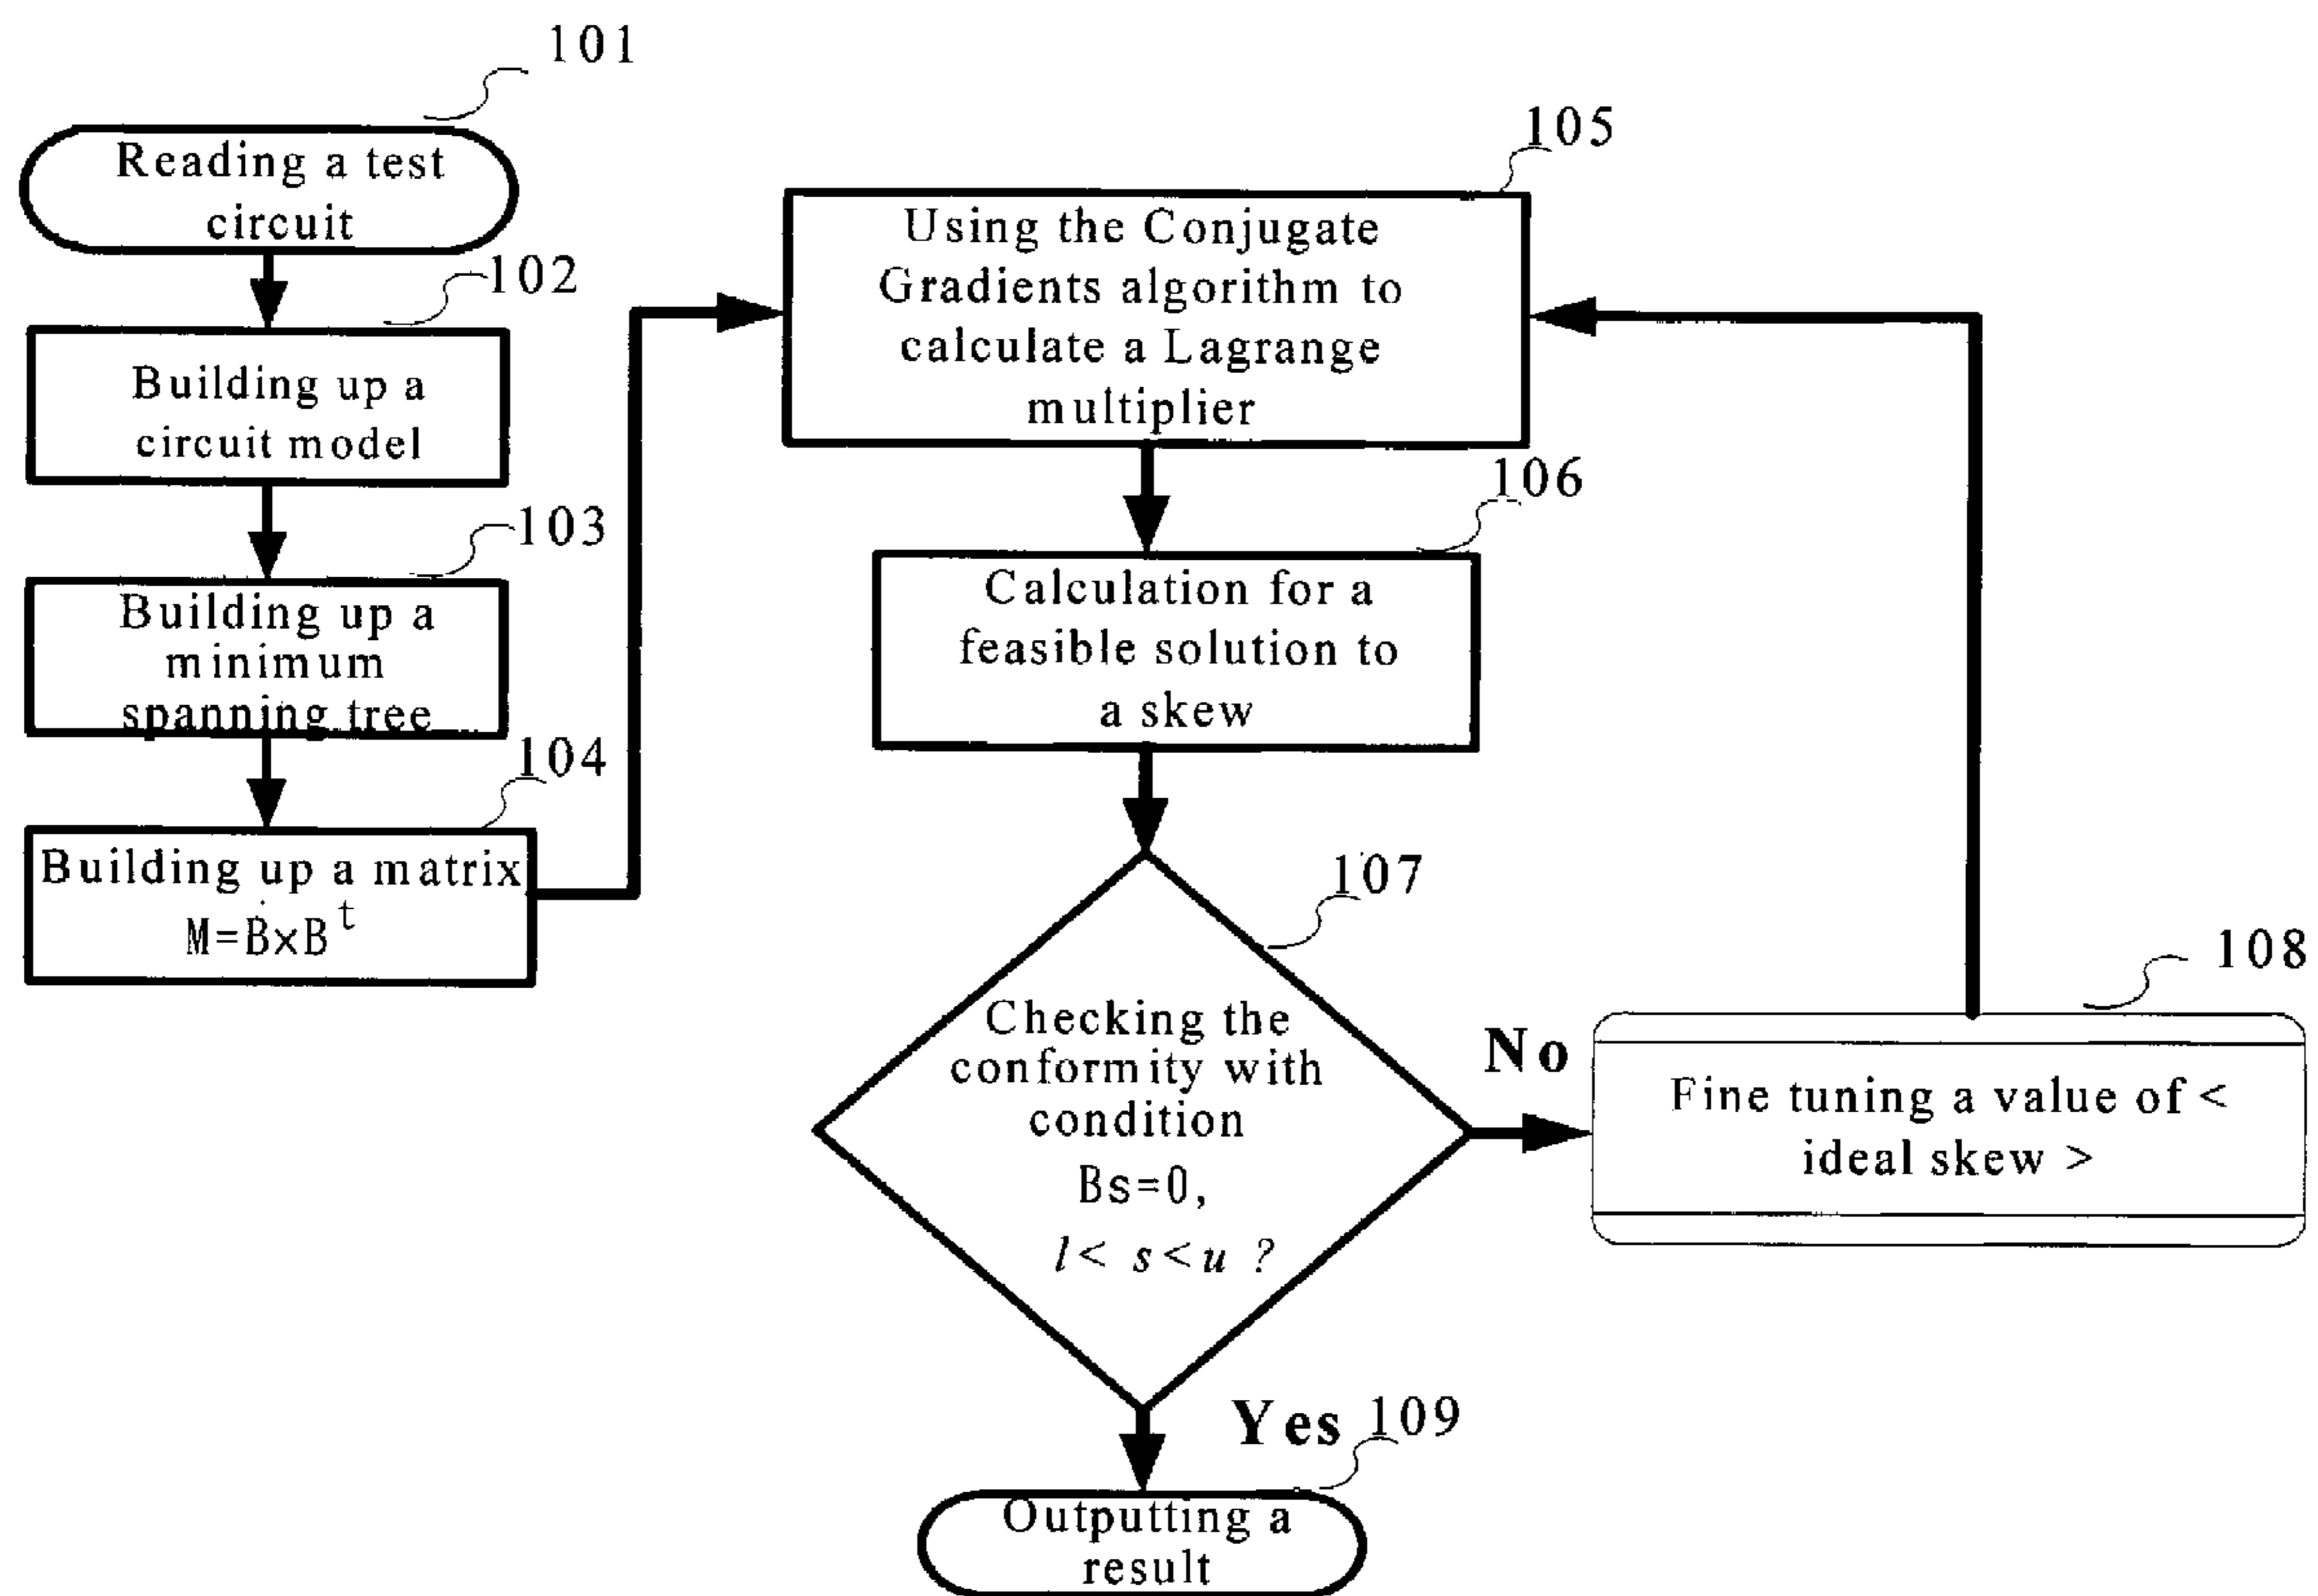 101
Reading a test
circuit
102
Building up a
circuit model
103
Building up a
minimum
spanning tree
104
Building up a matrix
M=B×Bᵗ
105
Using the Conjugate
Gradients algorithm to
calculate a Lagrange
multiplier
106
Calculation for a
feasible solution to
a skew
107
Checking the
conformity with
condition
Bs=0,
l< s<u ?
No
108
Fine tuning a value of <
ideal skew >
Yes
109
Outputting a
result